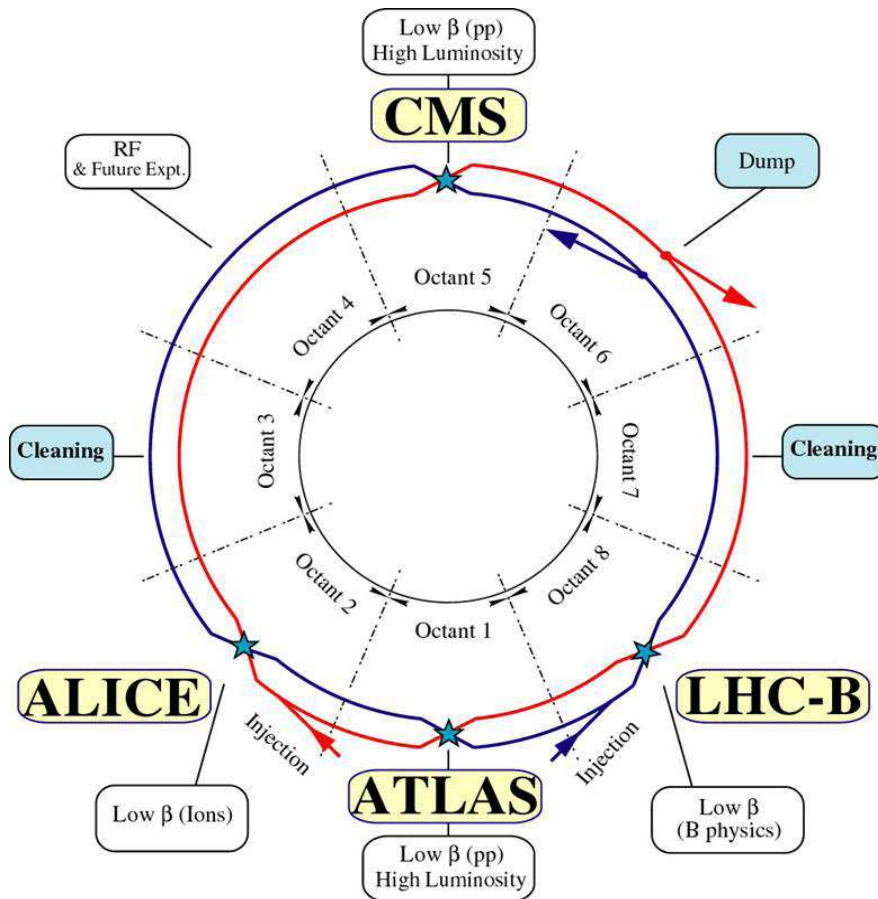 Low β (pp)
High Luminosity
CMS
RF
& Future Expt.
Dump
Octant 5
Octant 4
Octant 6
Cleaning
Octant 3
Octant 7
Cleaning
Octant 2
Octant 8
Octant 1
ALICE
LHC-B
Injection
Injection
ATLAS
Low β (Ions)
Low β
(B physics)
Low β (pp)
High Luminosity